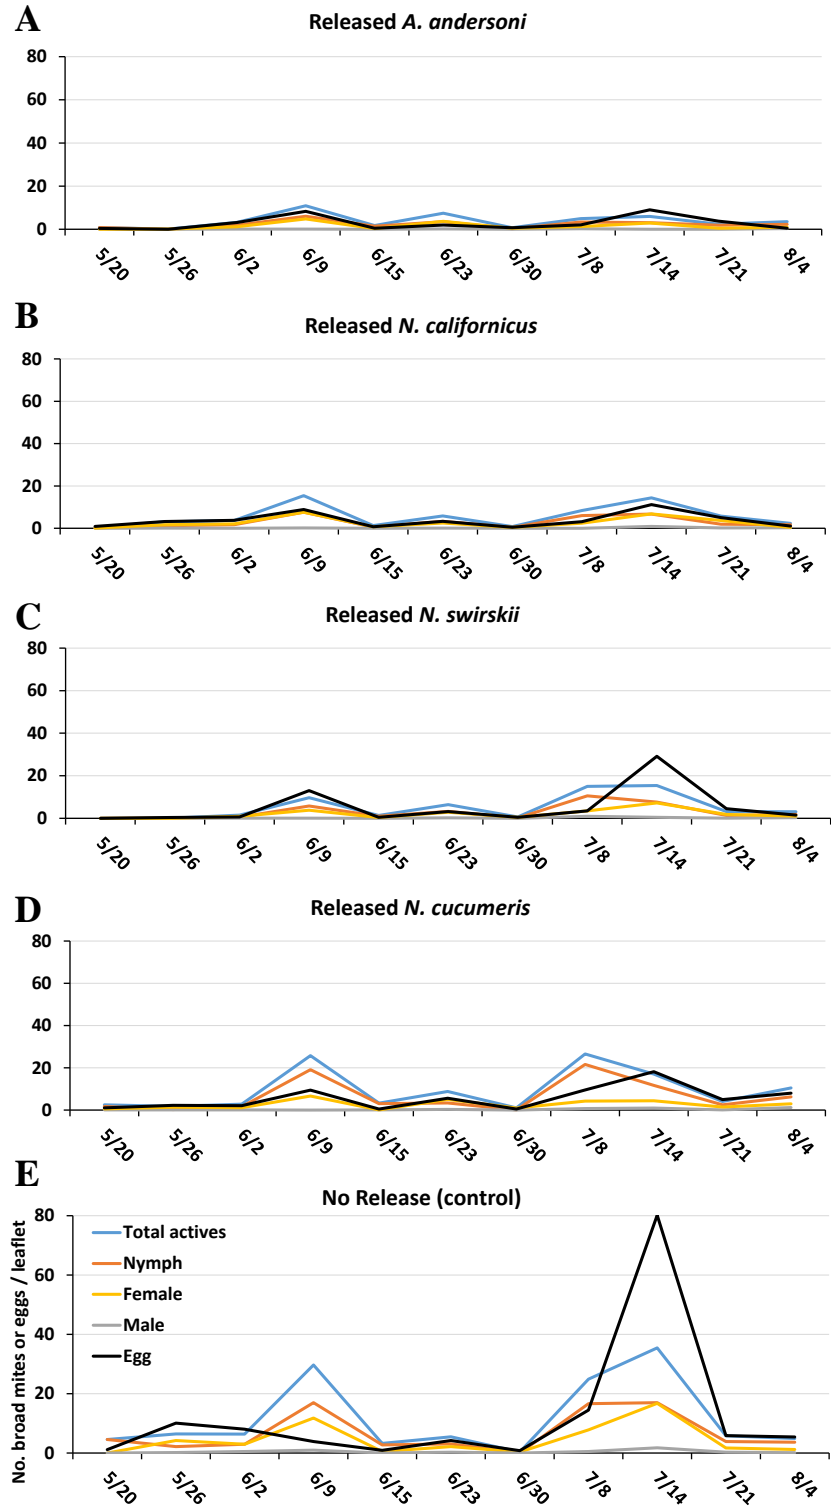 A
Released A. andersoni
80
60
40
20
0
5/20 5/26 6/2 6/9 6/15 6/23 6/30 7/8 7/14 7/21 8/4
B
Released N. californicus
80
60
40
20
0
5/20 5/26 6/2 6/9 6/15 6/23 6/30 7/8 7/14 7/21 8/4
C
Released N. swirskii
80
60
40
20
0
5/20 5/26 6/2 6/9 6/15 6/23 6/30 7/8 7/14 7/21 8/4
D
Released N. cucumeris
80
60
40
20
0
5/20 5/26 6/2 6/9 6/15 6/23 6/30 7/8 7/14 7/21 8/4
E
No Release (control)
No. broad mites or eggs / leaflet
80
60
40
20
0
Total actives
Nymph
Female
Male
Egg
5/20 5/26 6/2 6/9 6/15 6/23 6/30 7/8 7/14 7/21 8/4